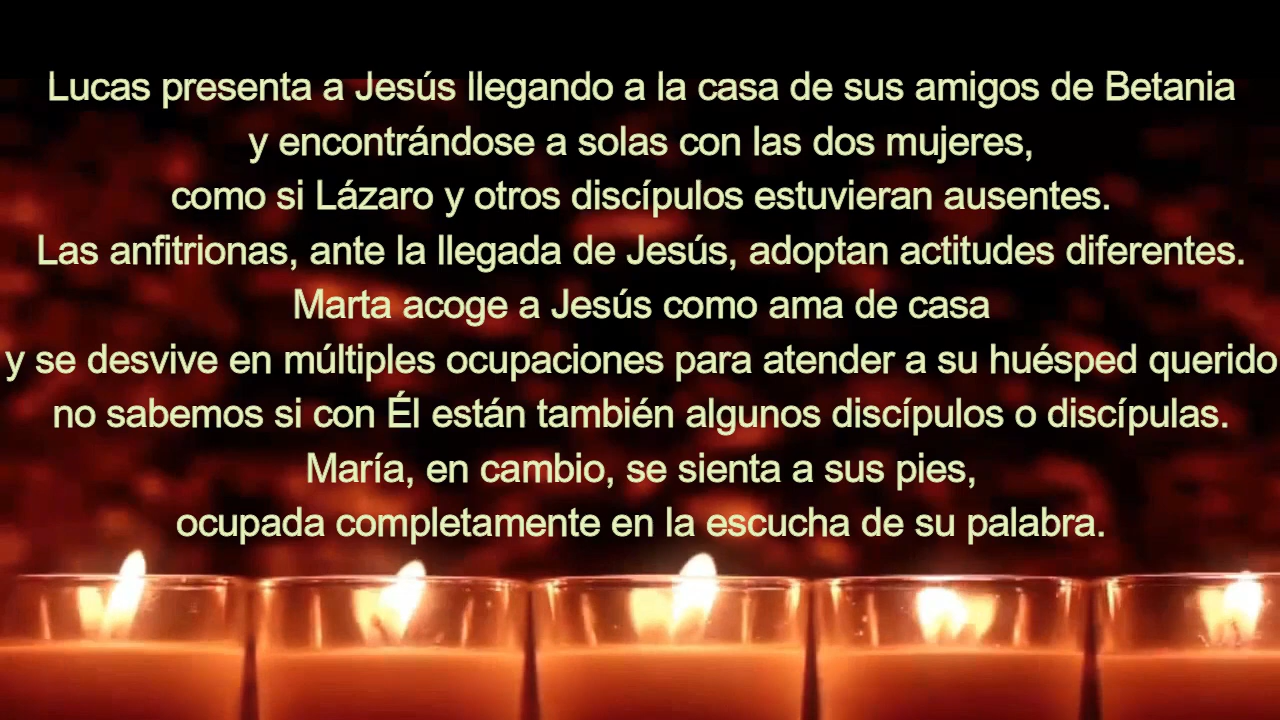 Lucas presenta a Jesús llegando a la casa de sus amigos de Betania
y encontrándose a solas con las dos mujeres,
como si Lázaro y otros discípulos estuvieran ausentes.
Las anfitrionas, ante la llegada de Jesús, adoptan actitudes diferentes.
Marta acoge a Jesús como ama de casa
y se desvive en múltiples ocupaciones para atender a su huésped querido
no sabemos si con Él están también algunos discípulos o discípulas.
María, en cambio, se sienta a sus pies,
ocupada completamente en la escucha de su palabra.